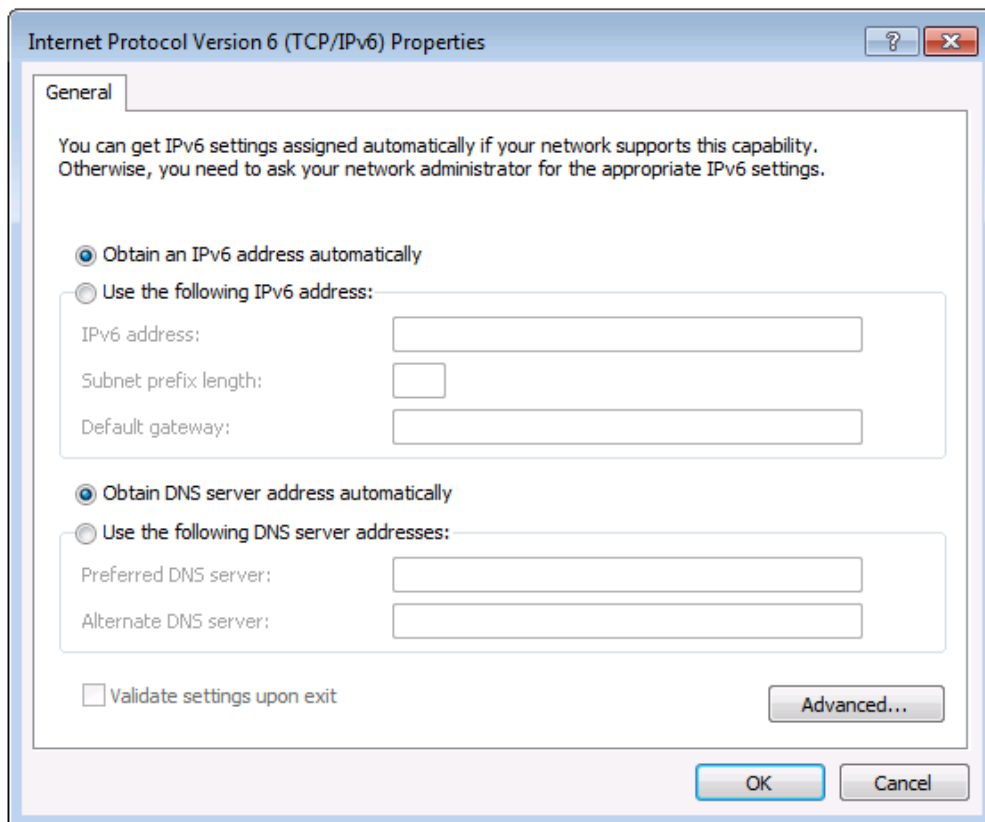 Internet Protocol Version 6 (TCP/IPv6) Properties
?
General
You can get IPv6 settings assigned automatically if your network supports this capability.
Otherwise, you need to ask your network administrator for the appropriate IPv6 settings.
Obtain an IPv6 address automatically
Use the following IPv6 address:
IPv6 address:
Subnet prefix length:
Default gateway:
Obtain DNS server address automatically
Use the following DNS server addresses:
Preferred DNS server:
Alternate DNS server:
Validate settings upon exit
Advanced...
OK Cancel